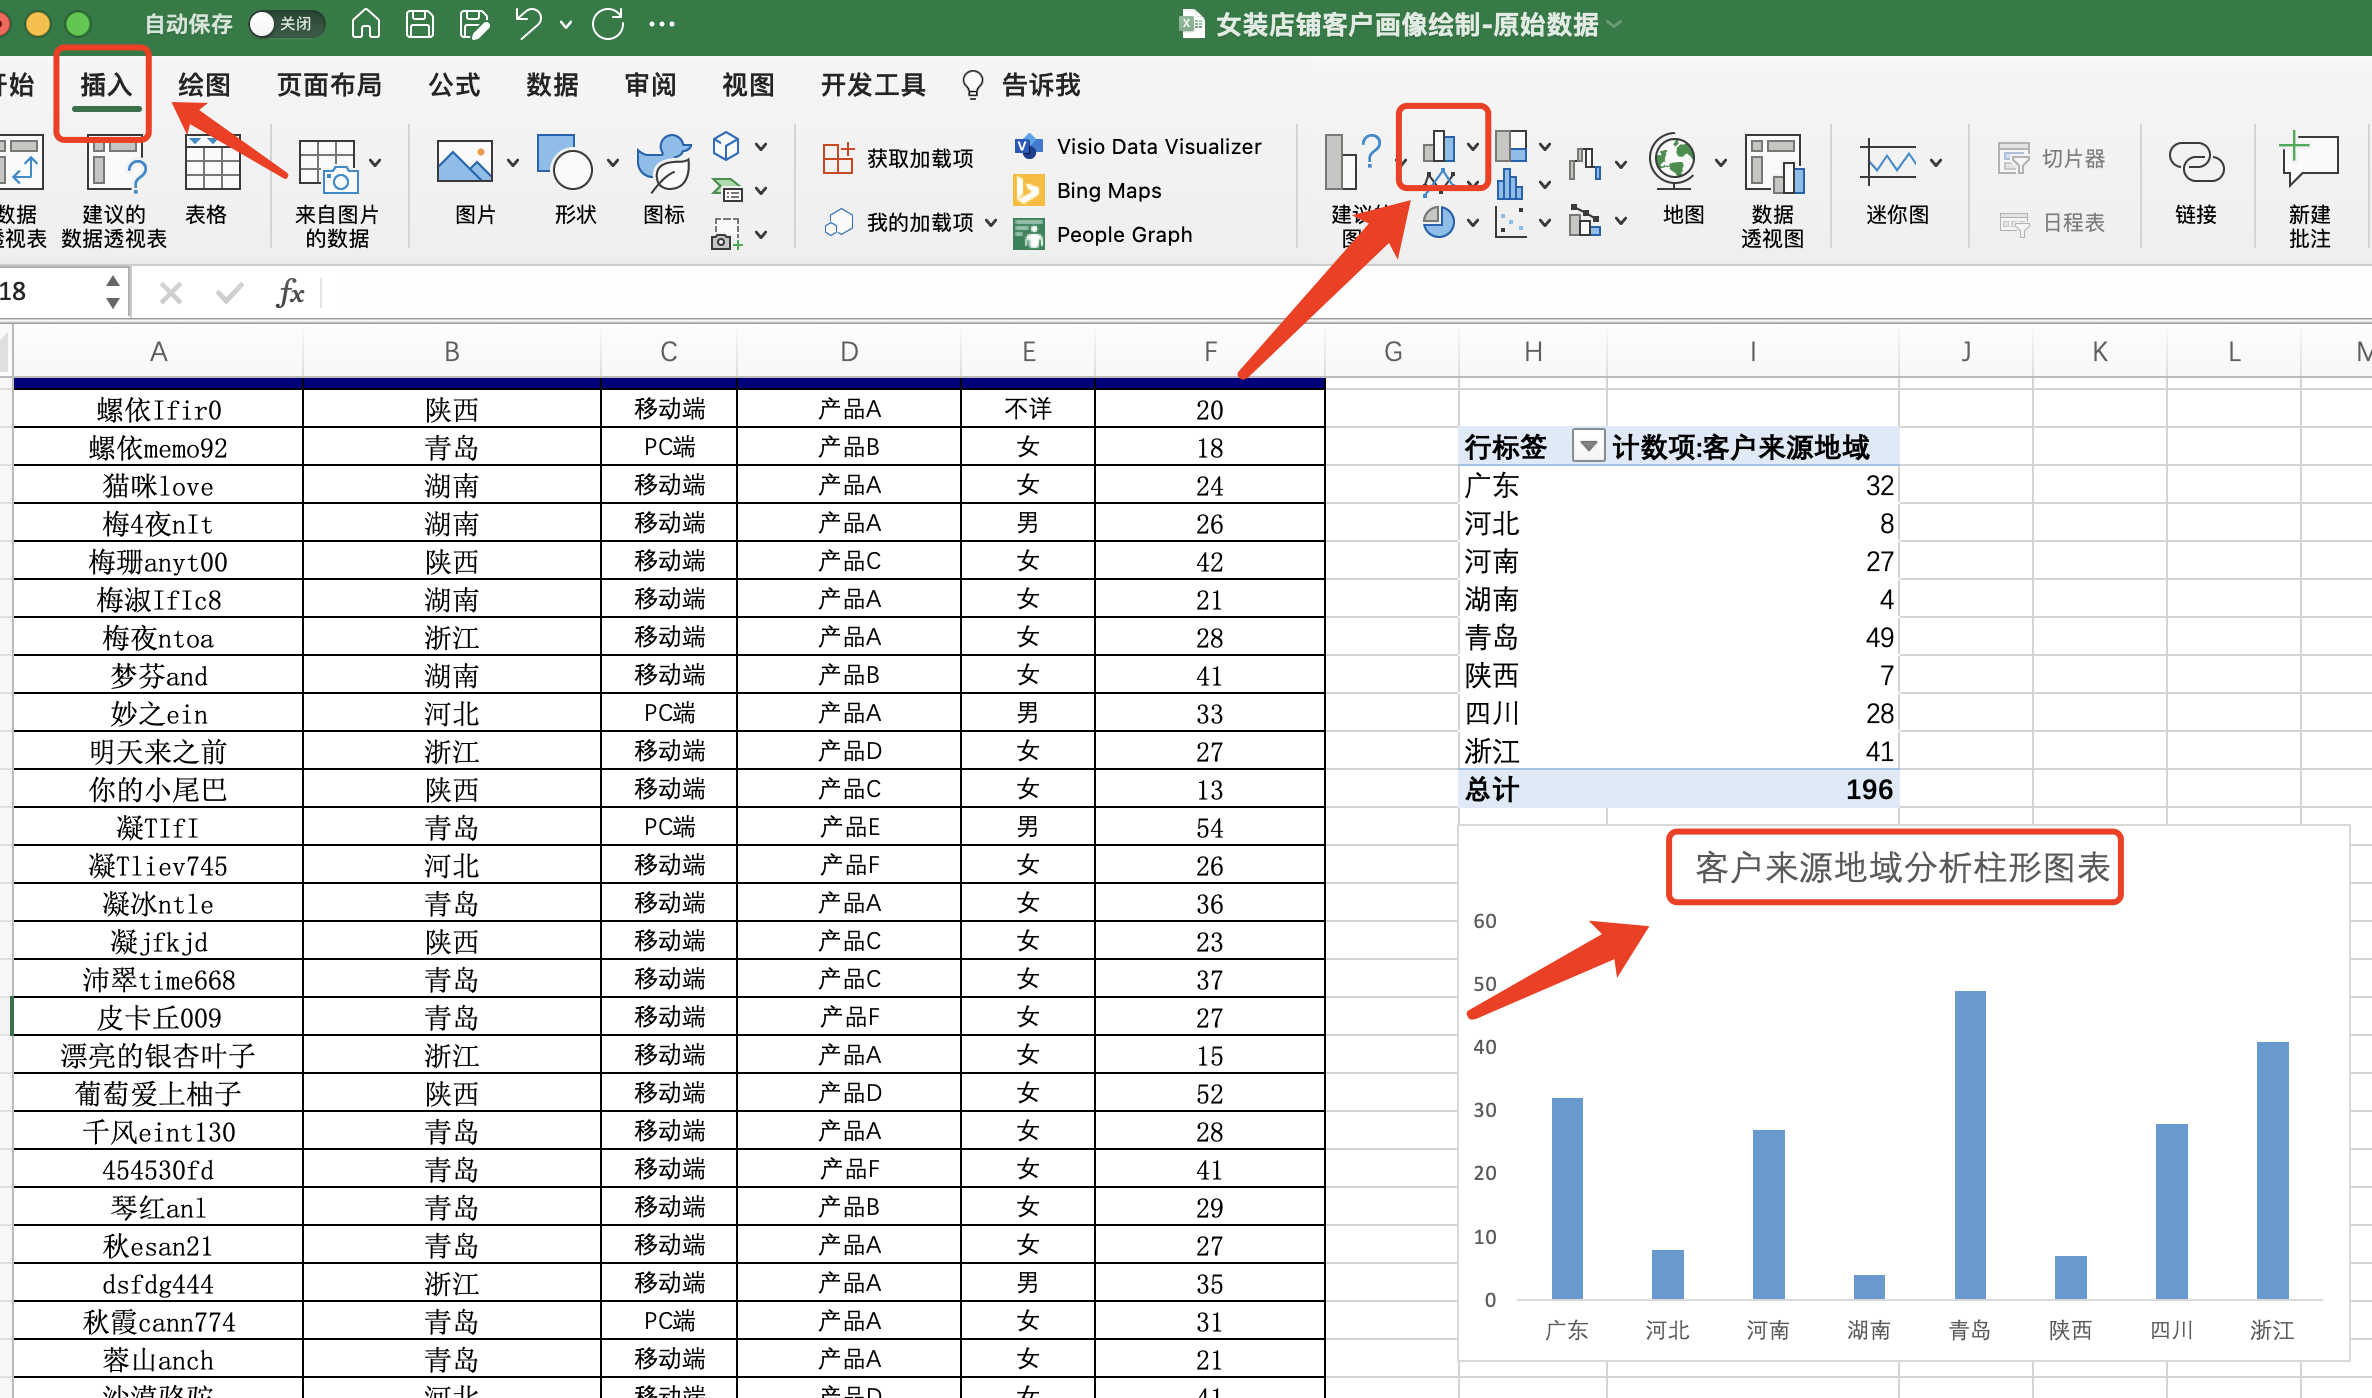 自动保存 关闭 女装店铺客户画像绘制-原始数据
开始 插入 绘图 页面布局 公式 数据 审阅 视图 开发工具 告诉我
数据
透视表
建议的
数据透视表
表格
来自图片
的数据
图片
形状
图标
获取加载项
我的加载项
Visio Data Visualizer
Bing Maps
People Graph
地图
数据
透视图
迷你图
切片器
日程表
链接
新建
批注
18 fx
A B C D E F G H I J K L M
螺依Ifir0 陕西 移动端 产品A 不详 20
螺依memo92 青岛 PC端 产品B 女 18 行标签 计数项:客户来源地域
猫咪love 湖南 移动端 产品A 女 24 广东 32
梅4夜nIt 湖南 移动端 产品A 男 26 河北 8
梅珊anyt00 陕西 移动端 产品C 女 42 河南 27
梅淑IfIc8 湖南 移动端 产品A 女 21 湖南 4
梅夜ntoa 浙江 移动端 产品A 女 28 青岛 49
梦芬and 湖南 移动端 产品B 女 41 陕西 7
妙之ein 河北 PC端 产品A 男 33 四川 28
明天来之前 浙江 移动端 产品D 女 27 浙江 41
你的小尾巴 陕西 移动端 产品C 女 13 总计 196
凝TIfI 青岛 PC端 产品E 男 54
凝Tliev745 河北 移动端 产品F 女 26
凝冰ntle 青岛 移动端 产品A 女 36
凝jfkjd 陕西 移动端 产品C 女 23
沛翠time668 青岛 移动端 产品C 女 37
皮卡丘009 青岛 移动端 产品F 女 27
漂亮的银杏叶子 浙江 移动端 产品A 女 15
葡萄爱上柚子 陕西 移动端 产品D 女 52
千风eint130 青岛 移动端 产品A 女 28
454530fd 青岛 移动端 产品F 女 41
琴红anl 青岛 移动端 产品B 女 29
秋esan21 青岛 移动端 产品A 女 27
dsfdg444 浙江 移动端 产品A 男 35
秋霞cann774 青岛 PC端 产品A 女 31
蓉山anch 青岛 移动端 产品A 女 21
沙漠骆驼 河北 移动端 产品D 女 41
客户来源地域分析柱形图表
60
50
40
30
20
10
0
广东 河北 河南 湖南 青岛 陕西 四川 浙江